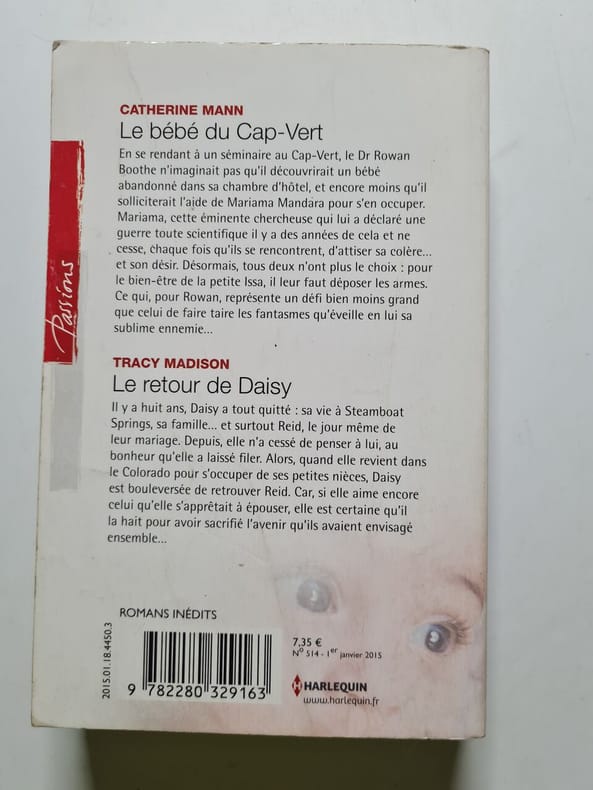 CATHERINE MANN
Le bébé du Cap-Vert
En se rendant à un séminaire au Cap-Vert, le Dr Rowan
Boothe n'imaginait pas qu'il découvrirait un bébé
abandonné dans sa chambre d'hôtel, et encore moins qu'il
solliciterait l'aide de Mariama Mandara pour s'en occuper.
Mariama, cette éminente chercheuse qui lui a déclaré une
guerre toute scientifique il y a des années de cela et ne
cesse, chaque fois qu'ils se rencontrent, d'attiser sa colère...
et son désir. Désormais, tous deux n'ont plus le choix : pour
le bien-être de la petite Issa, il leur faut déposer les armes.
Ce qui, pour Rowan, représente un défi bien moins grand
que celui de faire taire les fantasmes qu'éveille en lui sa
sublime ennemie...
Passions
TRACY MADISON
Le retour de Daisy
Il y a huit ans, Daisy a tout quitté : sa vie à Steamboat
Springs, sa famille... et surtout Reid, le jour même de
leur mariage. Depuis, elle n'a cessé de penser à lui, au
bonheur qu'elle a laissé filer. Alors, quand elle revient dans
le Colorado pour s'occuper de ses petites nièces, Daisy
est bouleversée de retrouver Reid. Car, si elle aime encore
celui qu'elle s'apprêtait à épouser, elle est certaine qu'il
la hait pour avoir sacrifié l'avenir qu'ils avaient envisagé
ensemble...
ROMANS INÉDITS
2015.01.18.4450.3
9 782280 329163
7,35 €
N° 514 - 1er janvier 2015
HARLEQUIN
www.harlequin.fr